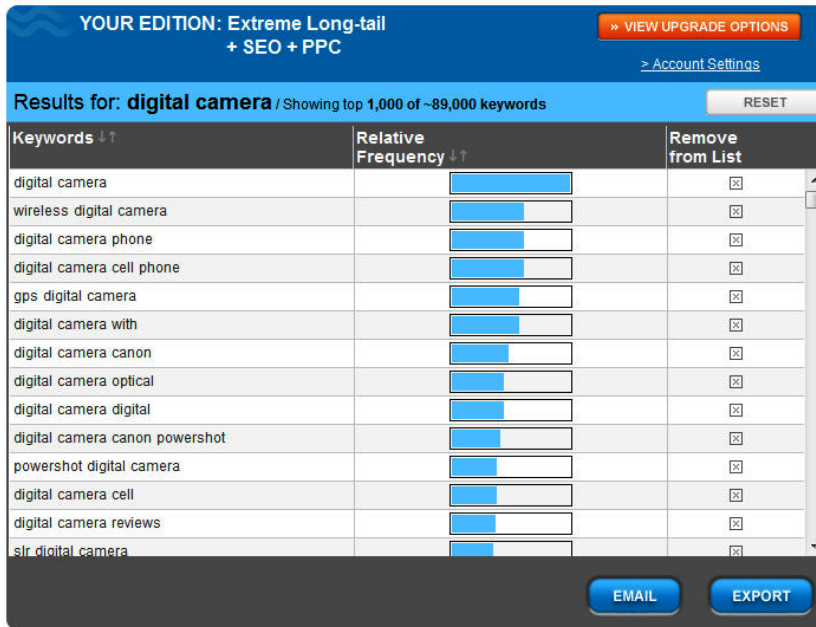 YOUR EDITION: Extreme Long-tail
+ SEO + PPC
» VIEW UPGRADE OPTIONS
> Account Settings
Results for: digital camera / Showing top 1,000 of ~89,000 keywords
RESET
Keywords ↓↑
Relative
Frequency ↓↑
Remove
from List
digital camera
wireless digital camera
digital camera phone
digital camera cell phone
gps digital camera
digital camera with
digital camera canon
digital camera optical
digital camera digital
digital camera canon powershot
powershot digital camera
digital camera cell
digital camera reviews
slr digital camera
EMAIL
EXPORT